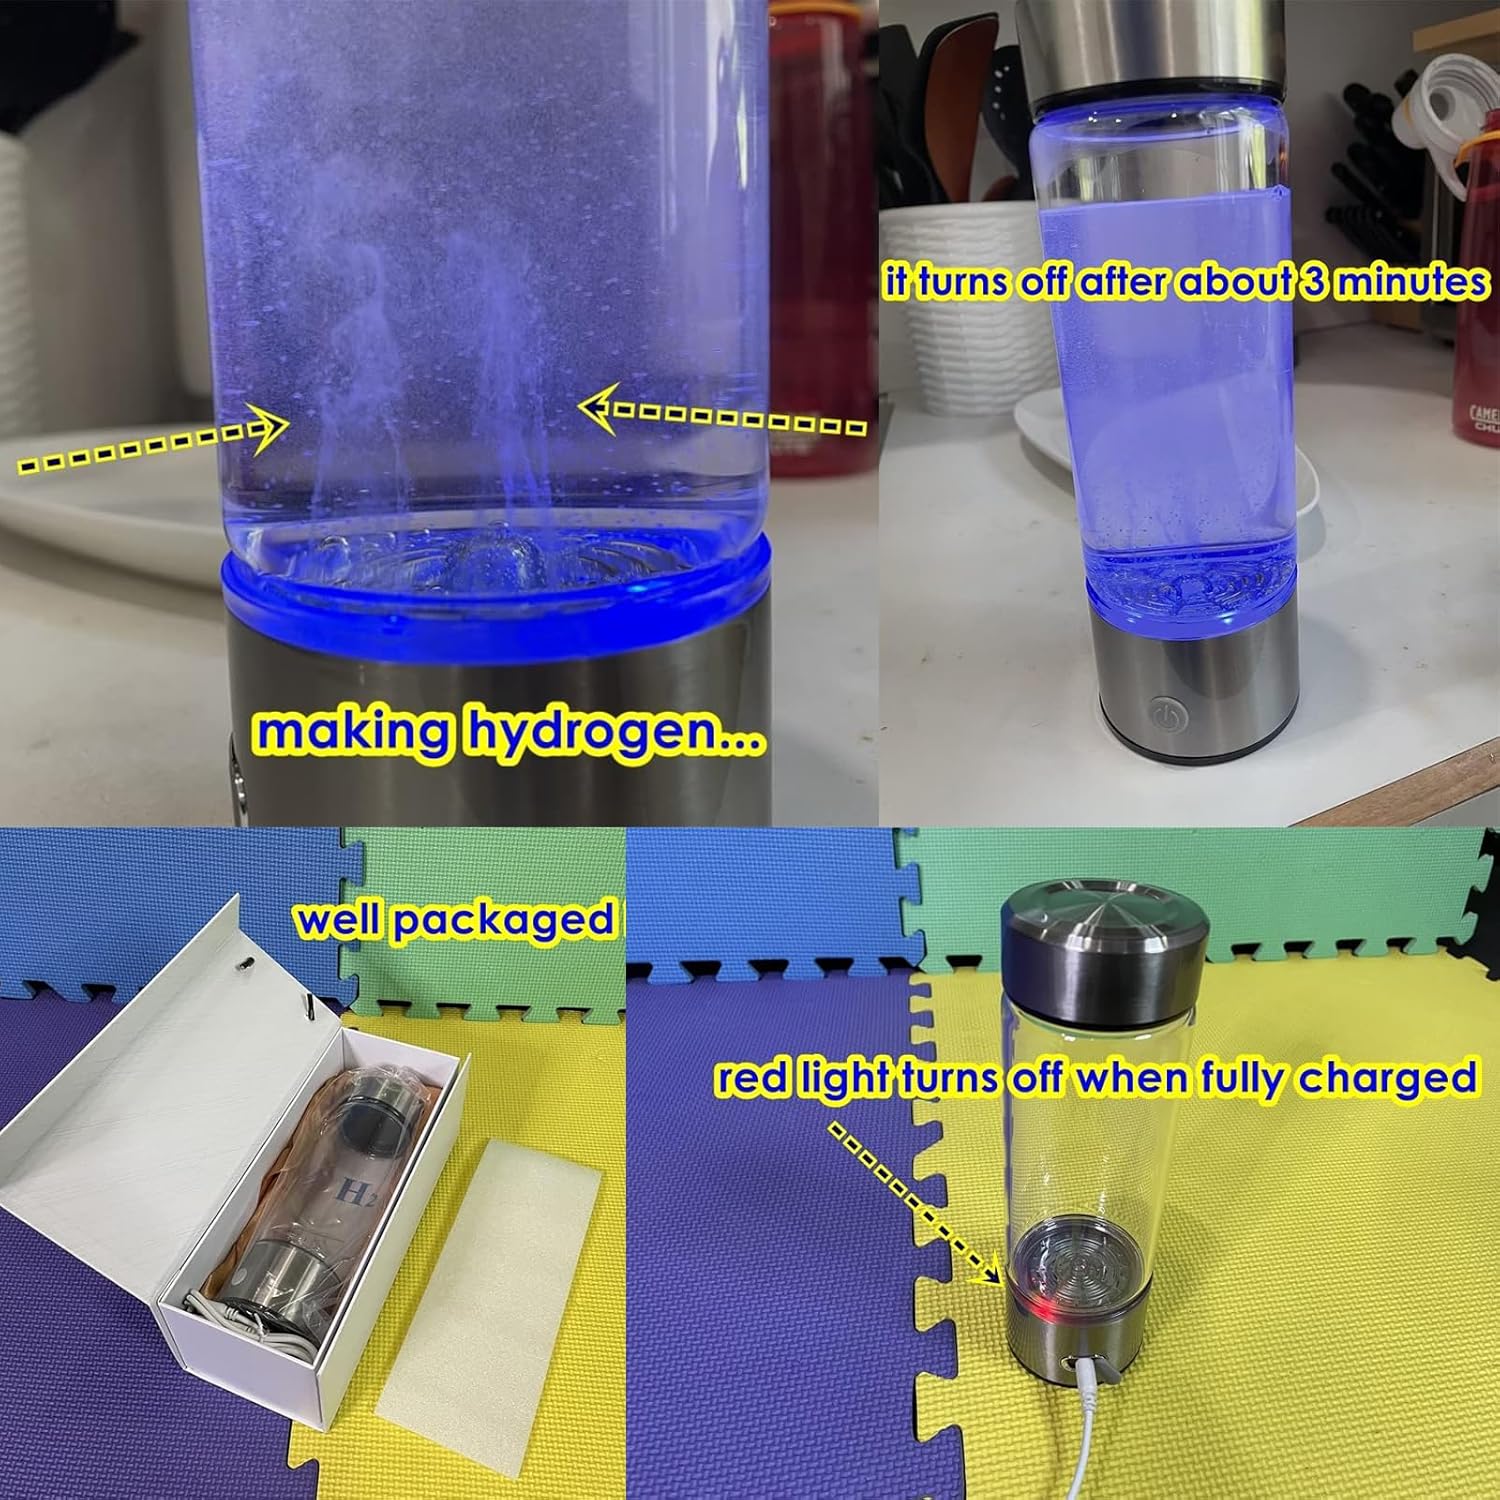 it turns off after about 3 minutes
making hydrogen...
well packaged
H2
red light turns off when fully charged